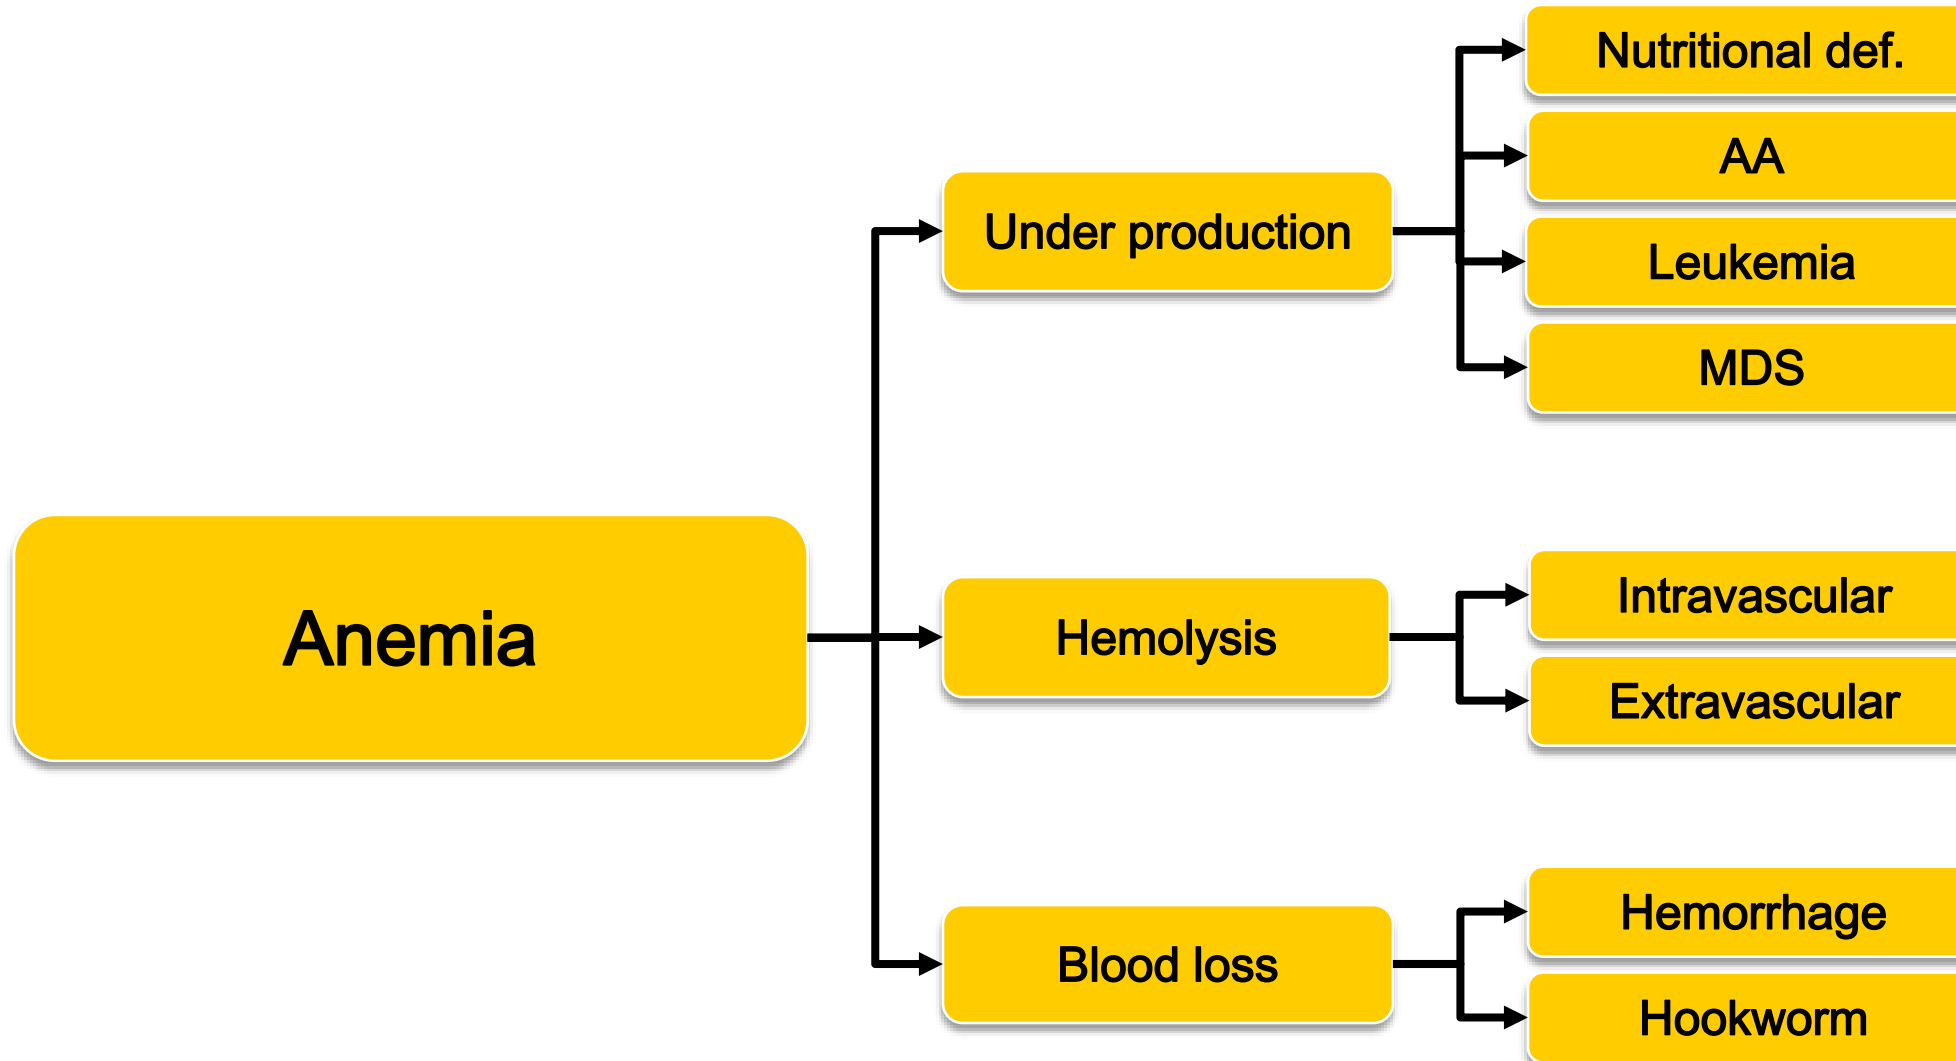 Anemia
Under production
Nutritional def.
AA
Leukemia
MDS
Hemolysis
Intravascular
Extravascular
Blood loss
Hemorrhage
Hookworm